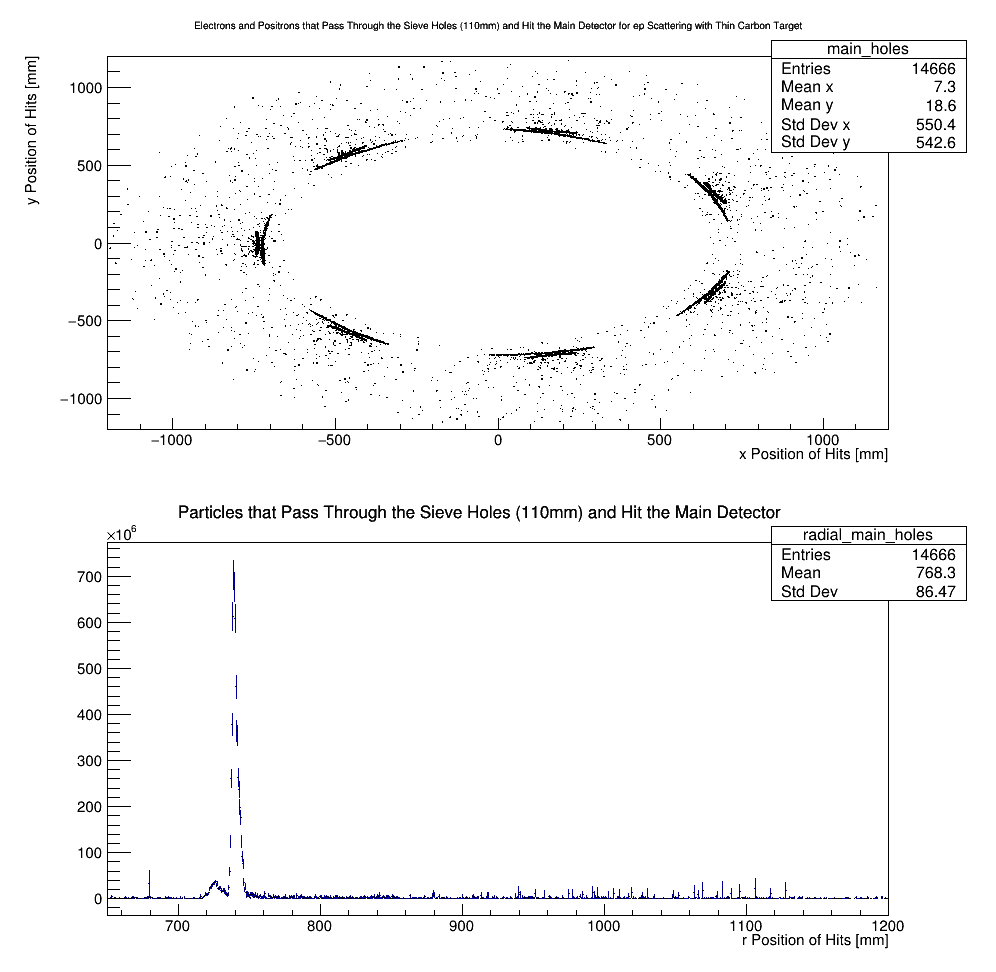 Electrons and Positrons that Pass Through the Sieve Holes (110mm) and Hit the Main Detector for ep Scattering with Thin Carbon Target
main_holes
Entries 14666
Mean x 7.3
Mean y 18.6
Std Dev x 550.4
Std Dev y 542.6
y Position of Hits [mm]
1000
500
0
−500
−1000
−1000 −500 0 500 1000
x Position of Hits [mm]
Particles that Pass Through the Sieve Holes (110mm) and Hit the Main Detector
radial_main_holes
Entries 14666
Mean 768.3
Std Dev 86.47
×10⁶
700
600
500
400
300
200
100
0
700 800 900 1000 1100 1200
r Position of Hits [mm]